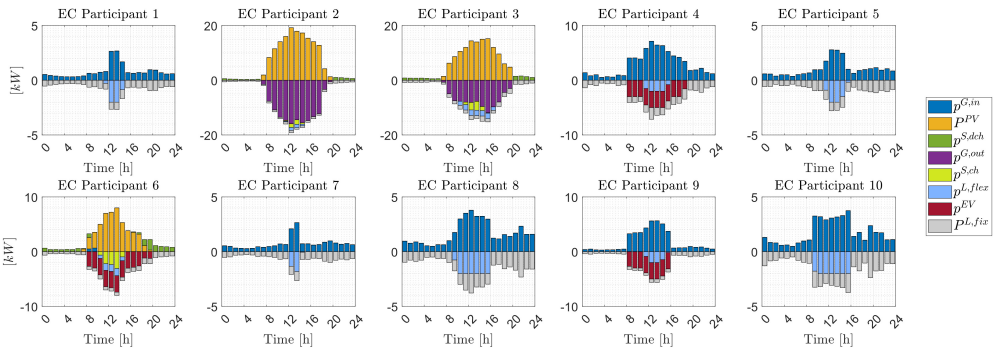 EC Participant 1 EC Participant 2 EC Participant 3 EC Participant 4 EC Participant 5
5 20 20 10 5
[kW] 0 0 0 0 0
-5 -20 -20 -10 -5
0 4 8 12 16 20 24 0 4 8 12 16 20 24 0 4 8 12 16 20 24 0 4 8 12 16 20 24 0 4 8 12 16 20 24
Time [h] Time [h] Time [h] Time [h] Time [h]
EC Participant 6 EC Participant 7 EC Participant 8 EC Participant 9 EC Participant 10
10 5 5 10 5
[kW] 0 0 0 0 0
-10 -5 -5 -10 -5
0 4 8 12 16 20 24 0 4 8 12 16 20 24 0 4 8 12 16 20 24 0 4 8 12 16 20 24 0 4 8 12 16 20 24
Time [h] Time [h] Time [h] Time [h] Time [h]
p^{G,in}
P^{PV}
p^{S,dch}
p^{G,out}
p^{S,ch}
p^{L,flex}
p^{EV}
P^{L,fix}